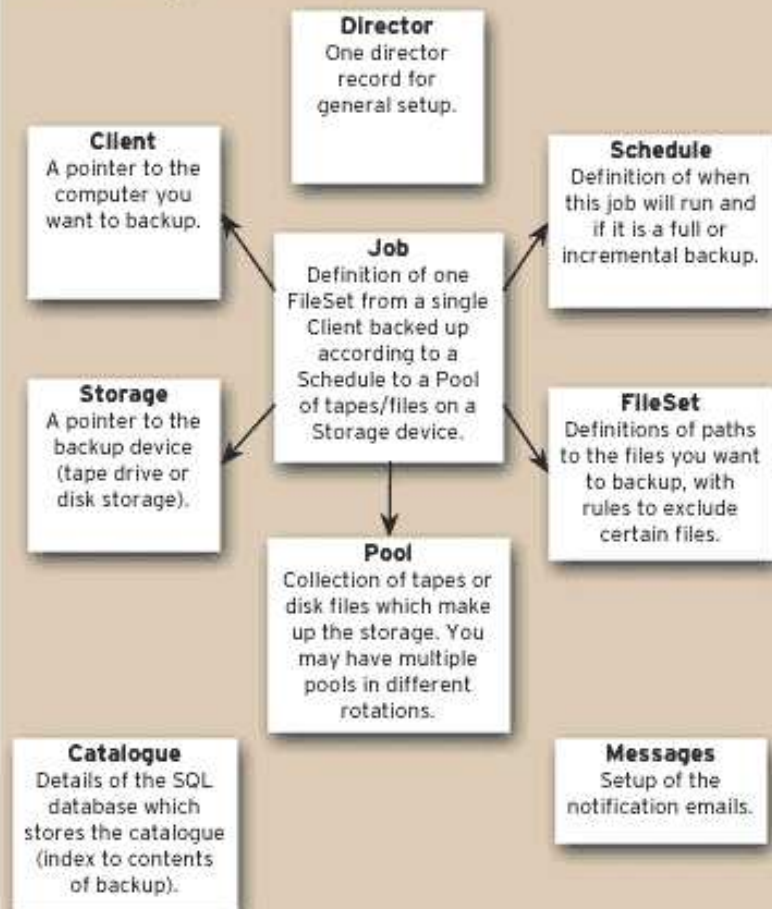 Director
One director
record for
general setup.
Client
A pointer to the
computer you
want to backup.
Schedule
Definition of when
this job will run and
if it is a full or
incremental backup.
Job
Definition of one
FileSet from a single
Client backed up
according to a
Schedule to a Pool
of tapes/files on a
Storage device.
Storage
A pointer to the
backup device
(tape drive or
disk storage).
FileSet
Definitions of paths
to the files you want
to backup, with
rules to exclude
certain files.
Pool
Collection of tapes or
disk files which make
up the storage. You
may have multiple
pools in different
rotations.
Catalogue
Details of the SQL
database which
stores the catalogue
(index to contents
of backup).
Messages
Setup of the
notification emails.